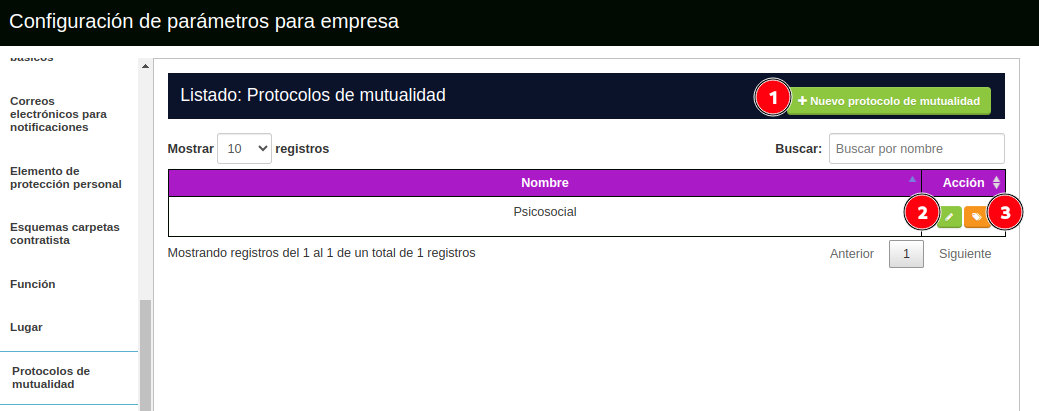 Configuración de parámetros para empresa
básicos
Correos
electrónicos para
notificaciones
Elemento de
protección personal
Esquemas carpetas
contratista
Función
Lugar
Protocolos de
mutualidad
Listado: Protocolos de mutualidad
1
Nuevo protocolo de mutualidad
Mostrar 10 registros
Buscar: Buscar por nombre
Nombre Acción
Psicosocial 2 3
Mostrando registros del 1 al 1 de un total de 1 registros
Anterior 1 Siguiente